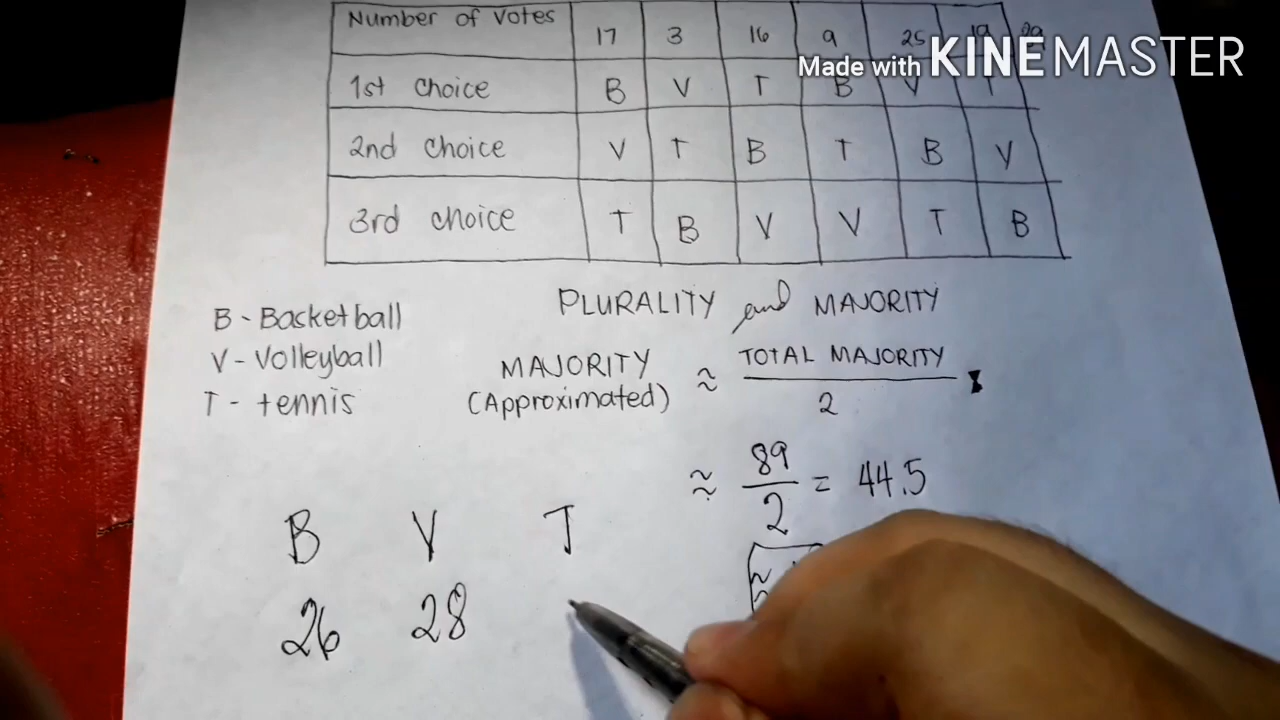 Number of Votes 17 3 16 9 25 19
Made with KINEMASTER
1st Choice B V T B V T
2nd Choice V T B T B V
3rd Choice T B V V T B
PLURALITY and MAJORITY
B - Basketball
V - Volleyball
T - tennis
MAJORITY
(Approximated)
≈ TOTAL MAJORITY
2
≈ 89
2
= 44.5
≈
B V T
26 28